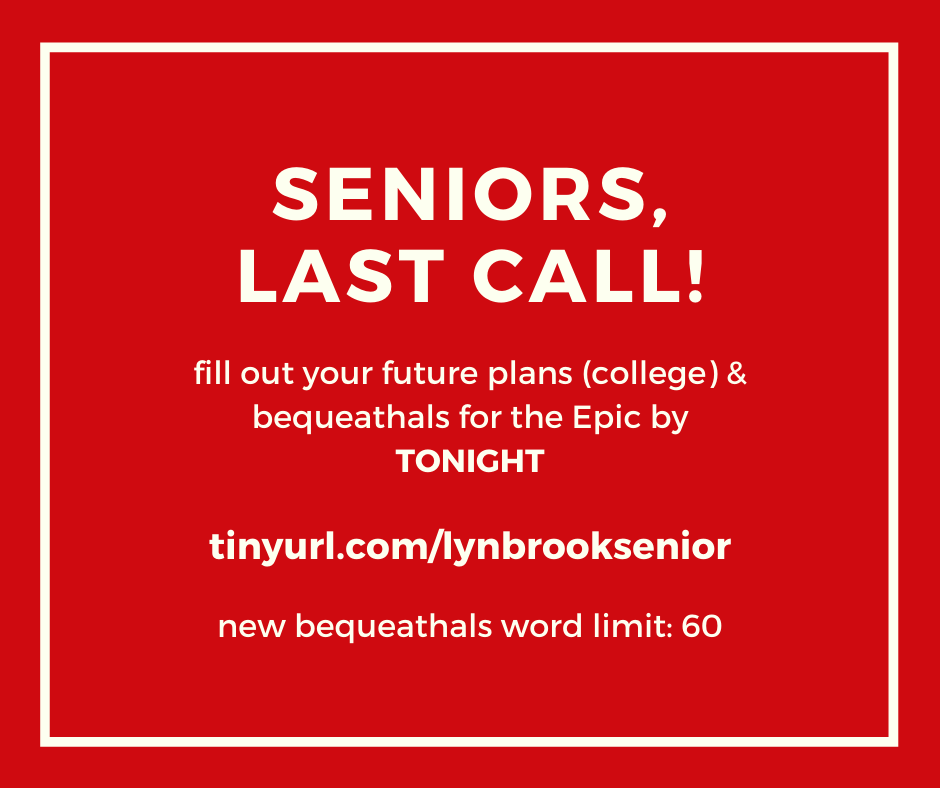 SENIORS,
LAST CALL!
fill out your future plans (college) &
bequeathals for the Epic by
TONIGHT
tinyurl.com/lynbrooksenior
new bequeathals word limit: 60